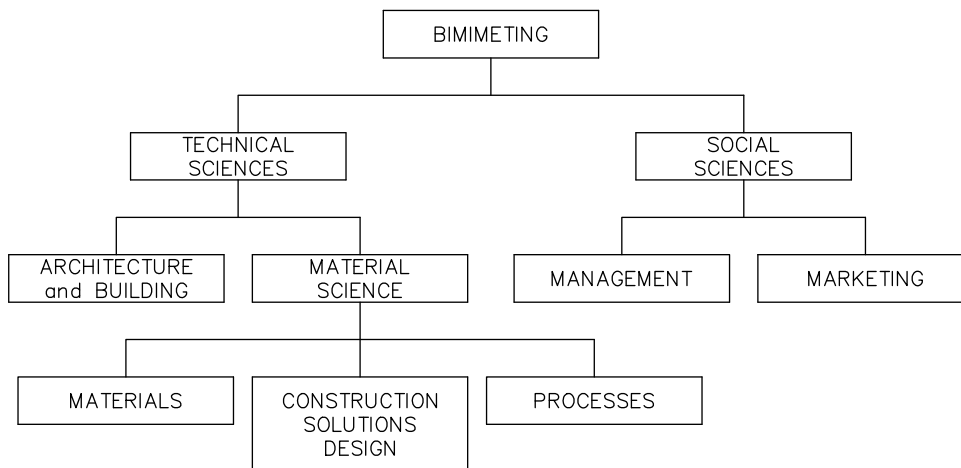 BIMIMETING
TECHNICAL
SCIENCES
SOCIAL
SCIENCES
ARCHITECTURE
and BUILDING
MATERIAL
SCIENCE
MANAGEMENT
MARKETING
MATERIALS
CONSTRUCTION
SOLUTIONS
DESIGN
PROCESSES